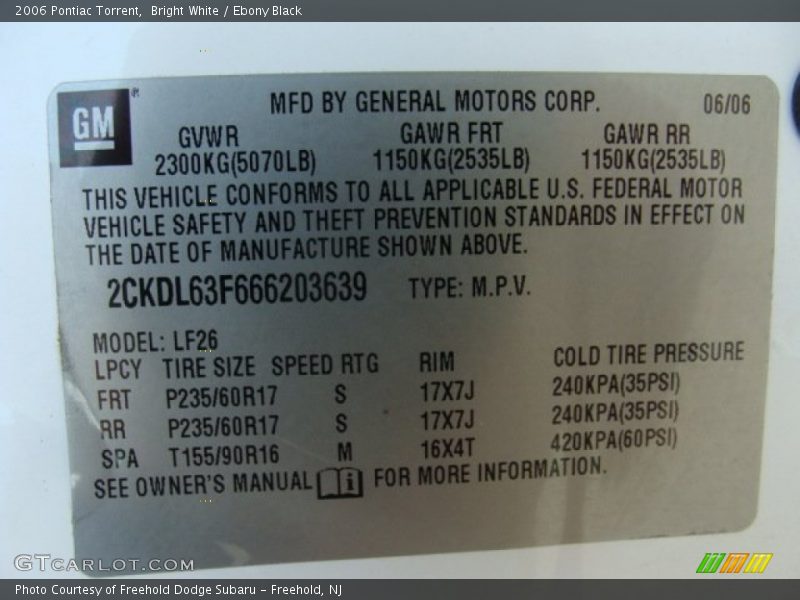 2006 Pontiac Torrent,  Bright White / Ebony Black
GM®
MFD BY GENERAL MOTORS CORP. 06/06
GVWR GAWR FRT GAWR RR
2300KG(5070LB) 1150KG(2535LB) 1150KG(2535LB)
THIS VEHICLE CONFORMS TO ALL APPLICABLE U.S. FEDERAL MOTOR
VEHICLE SAFETY AND THEFT PREVENTION STANDARDS IN EFFECT ON
THE DATE OF MANUFACTURE SHOWN ABOVE.
2CKDL63F666203639 TYPE: M.P.V.
MODEL: LF26
LPCY TIRE SIZE SPEED RTG RIM COLD TIRE PRESSURE
FRT P235/60R17 S 17X7J 240KPA(35PSI)
RR P235/60R17 S 17X7J 240KPA(35PSI)
SPA T155/90R16 M 16X4T 420KPA(60PSI)
SEE OWNER'S MANUAL i FOR MORE INFORMATION.
GTCARLOT.COM
Photo Courtesy of Freehold Dodge Subaru - Freehold, NJ